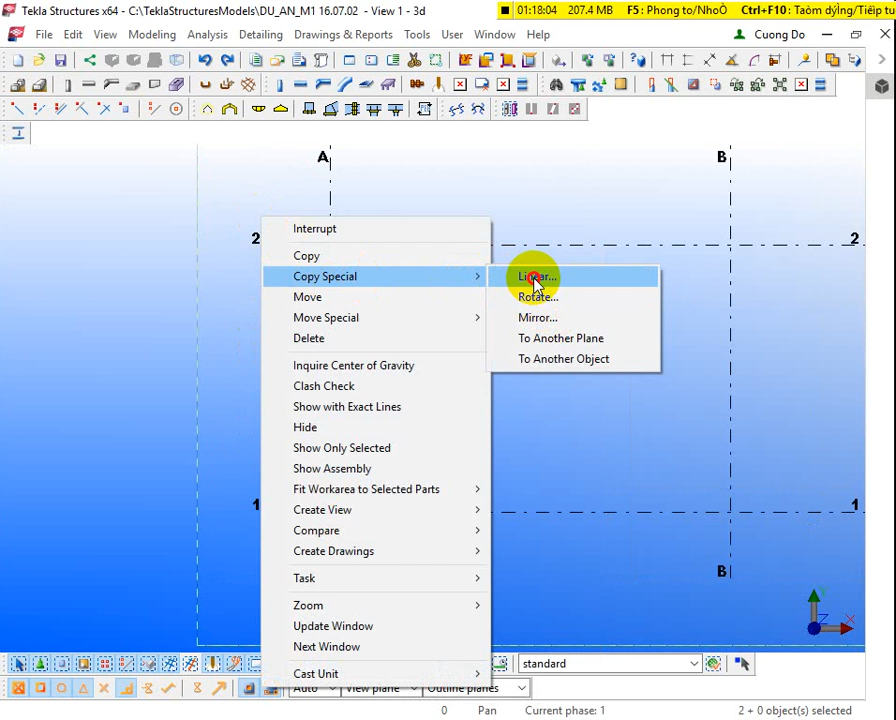 Tekla Structures x64 - C:\TeklaStructuresModels\DU_AN_M1 16.07.02 - View 1 - 3d
01:18:04 207.4 MB F5 : Phong to/NhoÒ Ctrl+F10 : Taòm dýlng/Tiêìp tu
File Edit View Modeling Analysis Detailing Drawings & Reports Tools User Window Help Cuong Do
A B
2 2
Interrupt
Copy
Copy Special Linear...
Move Rotate...
Move Special Mirror...
Delete To Another Plane
To Another Object
Inquire Center of Gravity
Clash Check
Show with Exact Lines
Hide
Show Only Selected
Show Assembly
Fit Workarea to Selected Parts
Create View
1 1
Compare
Create Drawings
B
Task
Zoom
Update Window
Next Window
Z X
standard
Cast Unit
Auto View plane Outline planes
0 Pan Current phase: 1 2 + 0 object(s) selected